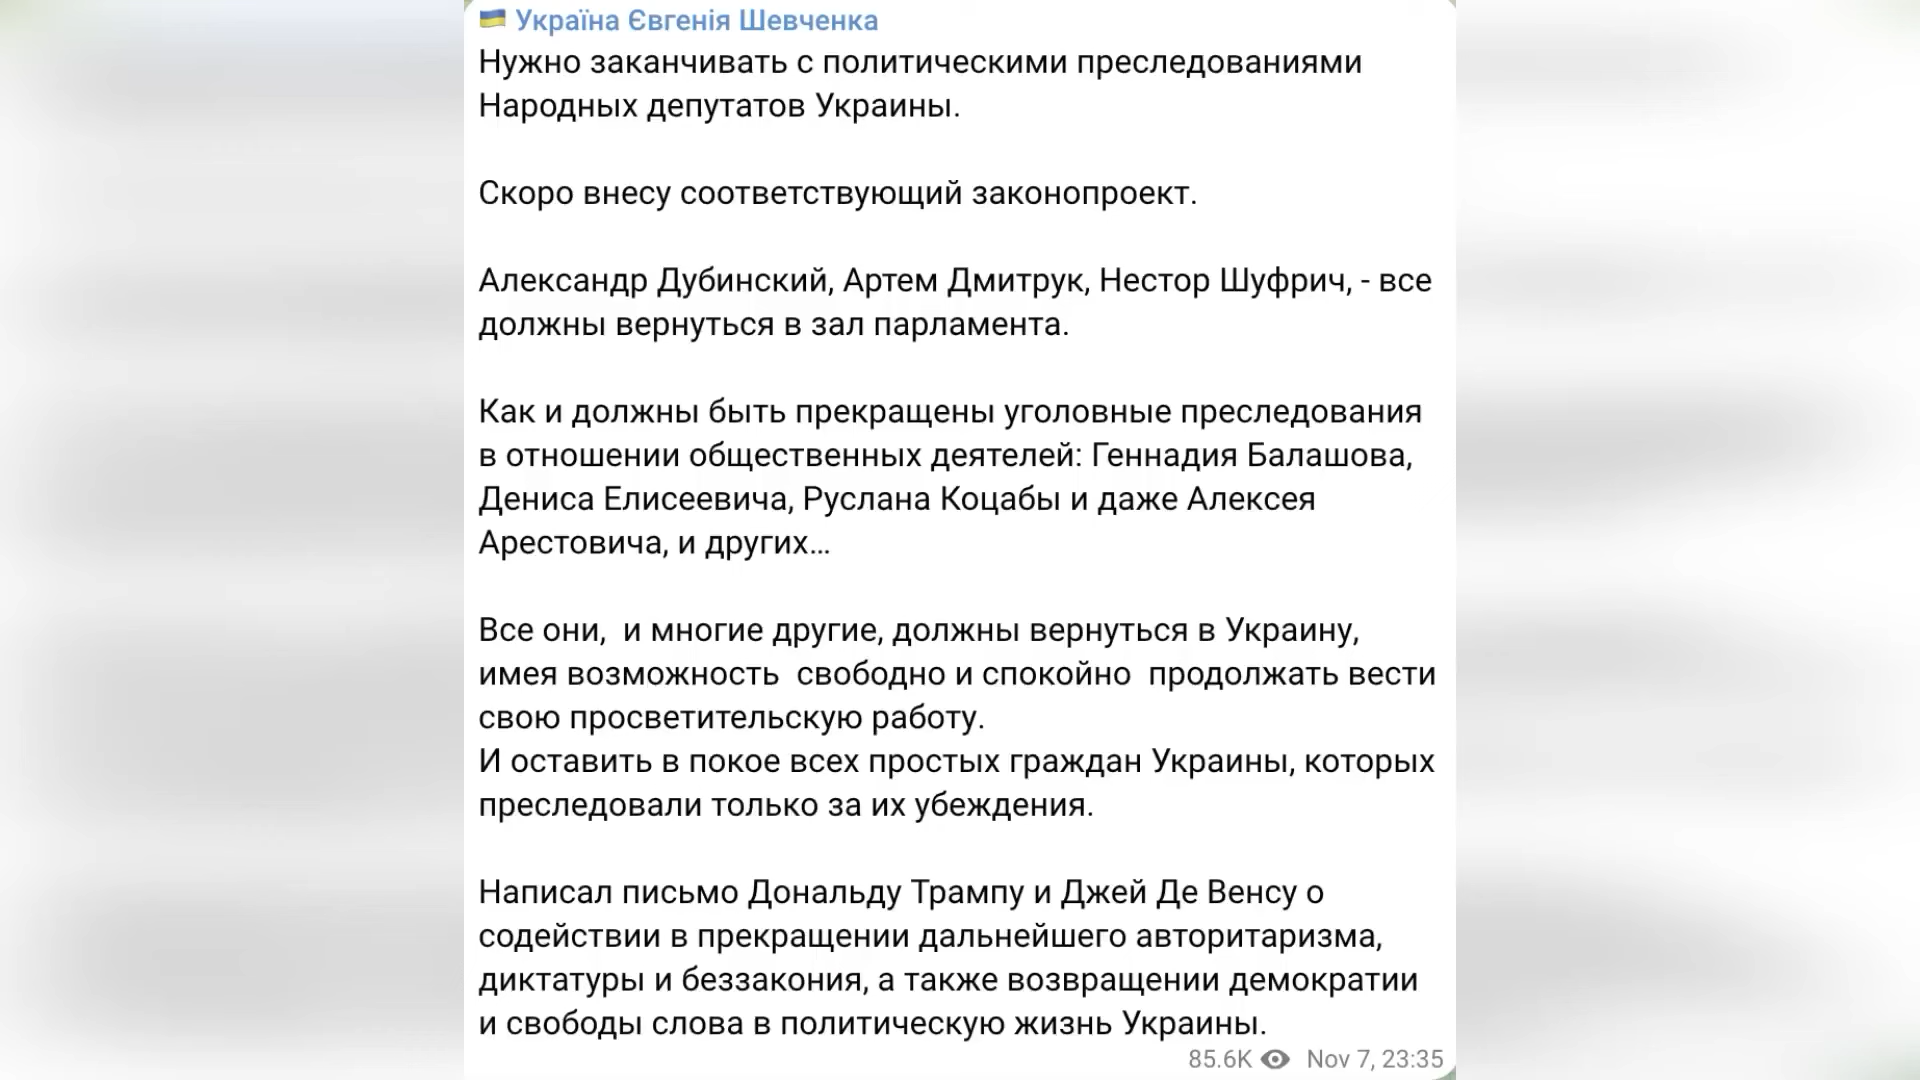 🇺🇦 Україна Євгенія Шевченка
Нужно заканчивать с политическими преследованиями
Народных депутатов Украины.
Скоро внесу соответствующий законопроект.
Александр Дубинский, Артем Дмитрук, Нестор Шуфрич, - все
должны вернуться в зал парламента.
Как и должны быть прекращены уголовные преследования
в отношении общественных деятелей: Геннадия Балашова,
Дениса Елисеевича, Руслана Коцабы и даже Алексея
Арестовича, и других…
Все они,  и многие другие, должны вернуться в Украину,
имея возможность  свободно и спокойно  продолжать вести
свою просветительскую работу.
И оставить в покое всех простых граждан Украины, которых
преследовали только за их убеждения.
Написал письмо Дональду Трампу и Джей Де Венсу о
содействии в прекращении дальнейшего авторитаризма,
диктатуры и беззакония, а также возвращении демократии
и свободы слова в политическую жизнь Украины.
85.6K Nov 7, 23:35